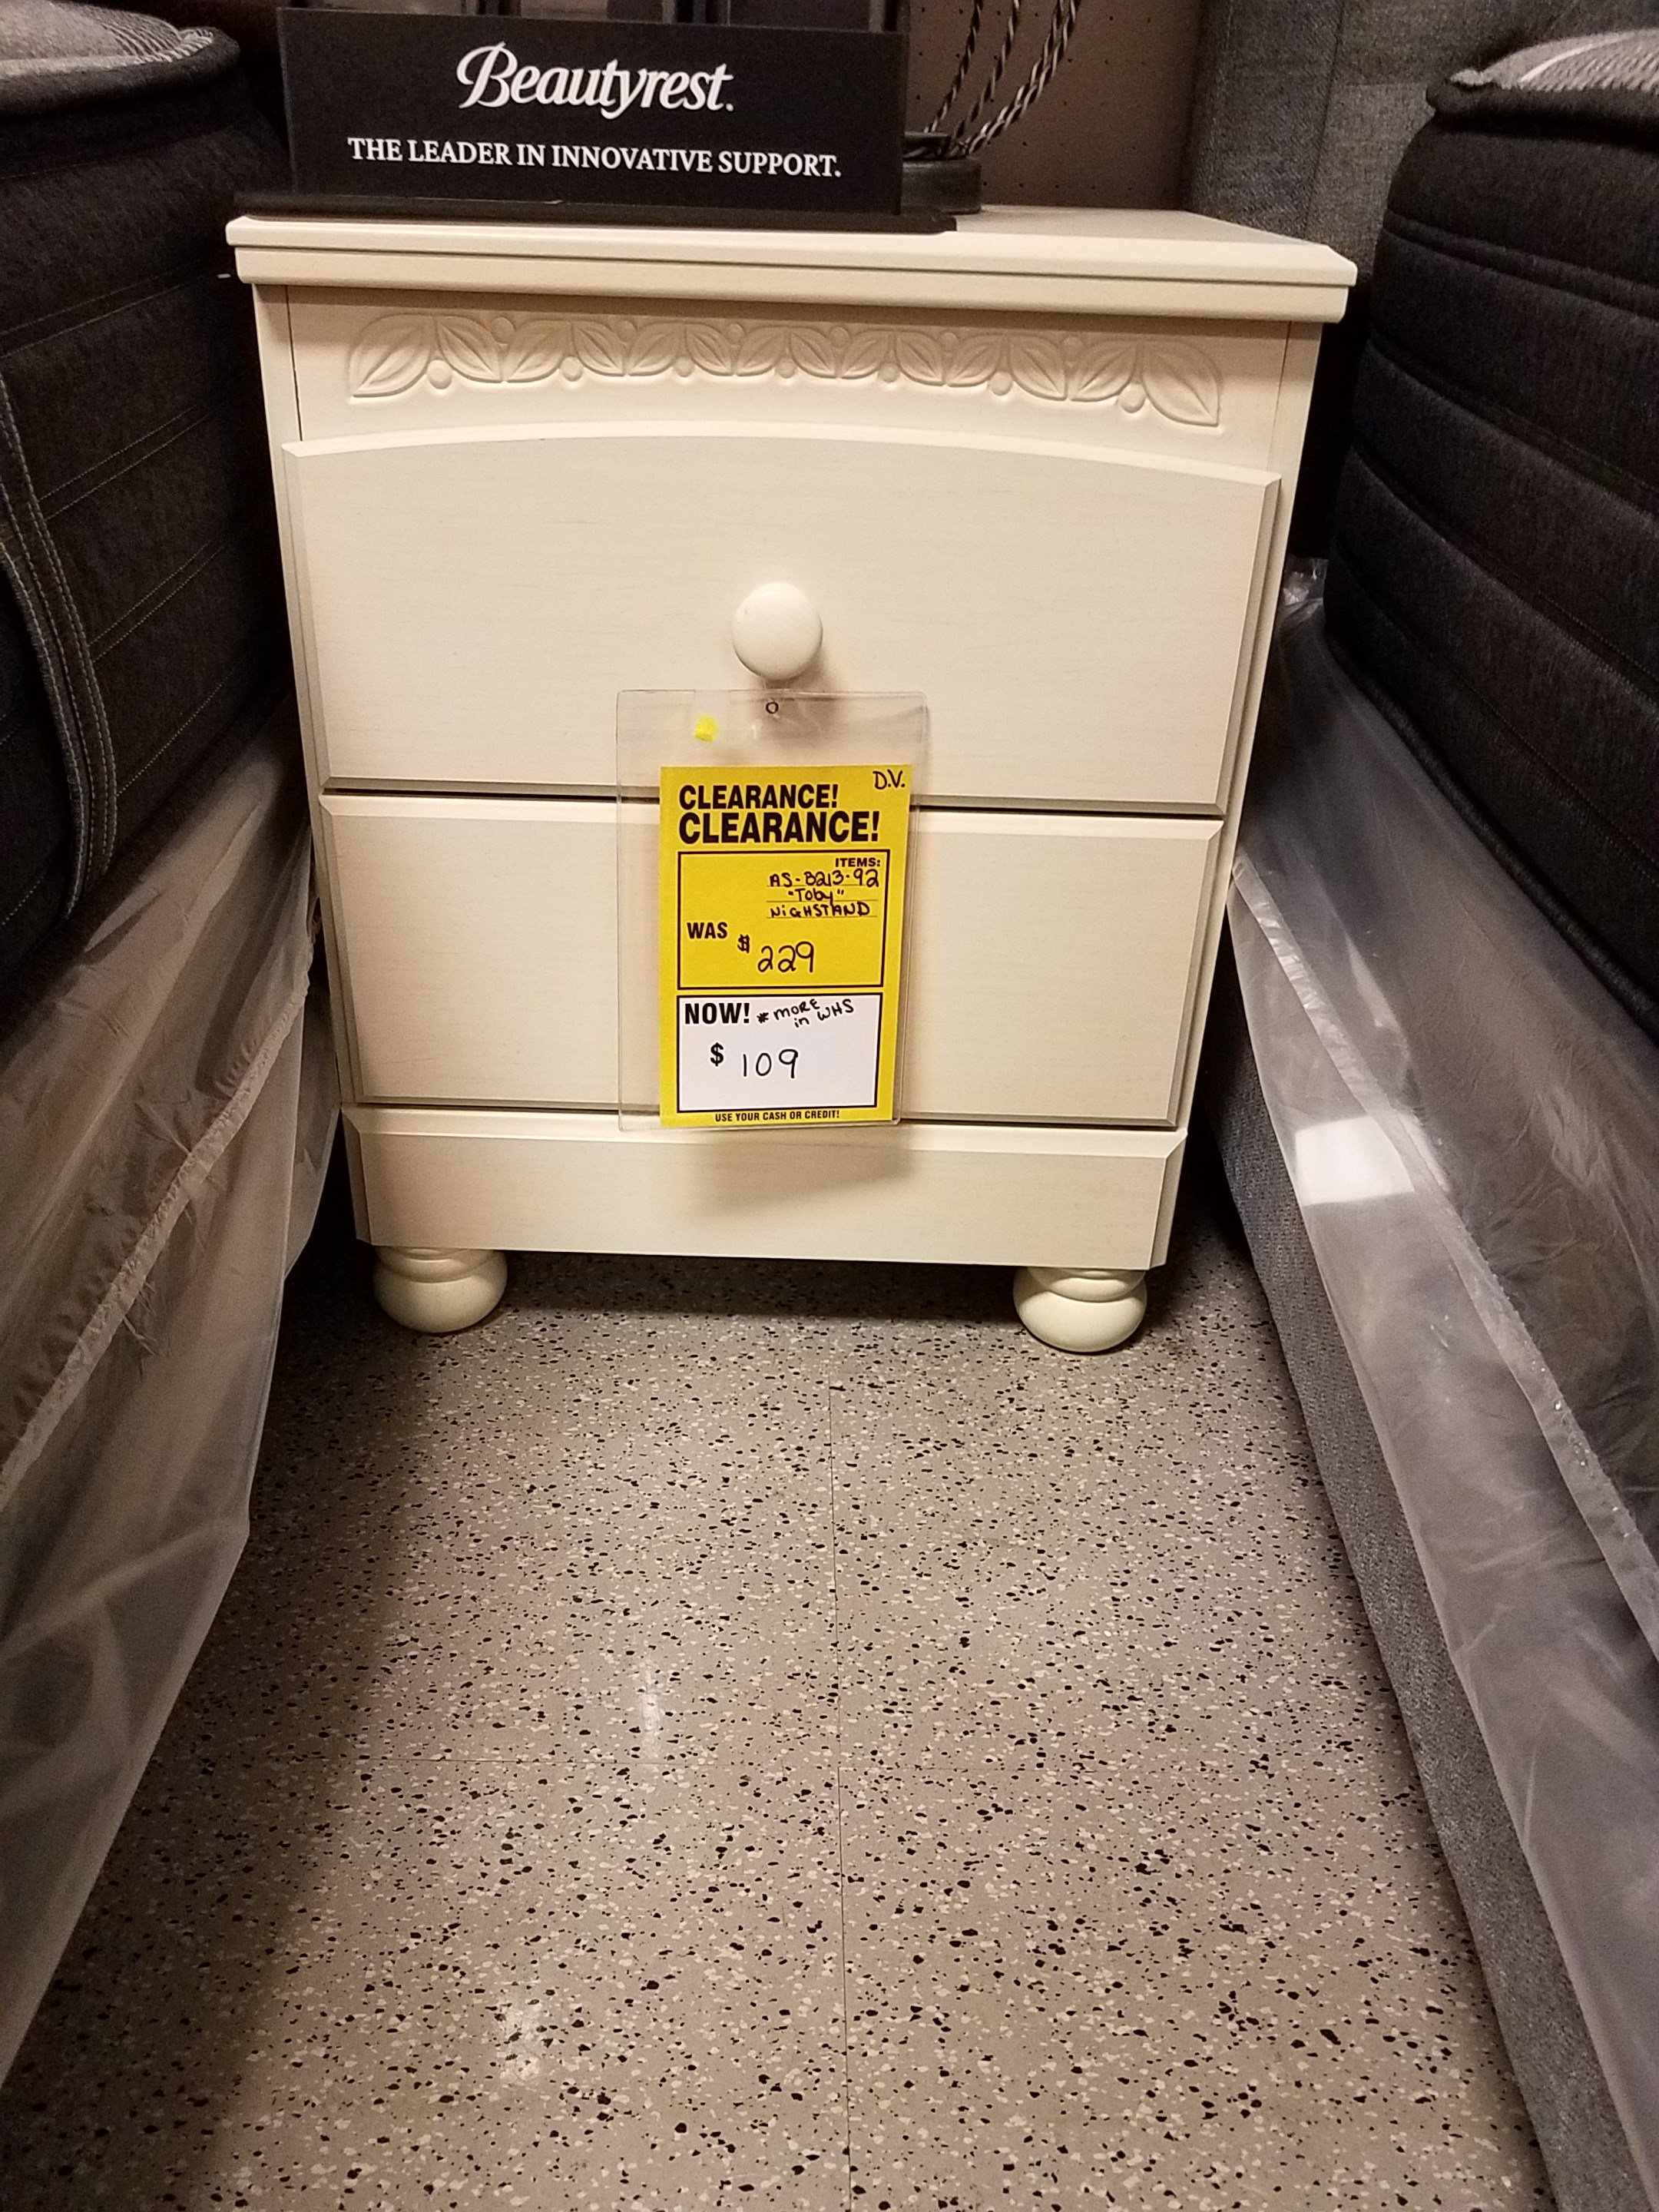 Beautyrest.
THE LEADER IN INNOVATIVE SUPPORT.
D.V.
CLEARANCE!
CLEARANCE!
ITEMS:
AS-B213-92
"Toby"
NiGHSTAND
WAS $229
NOW! * MORE
in WHS
$ 109
USE YOUR CASH OR CREDIT!